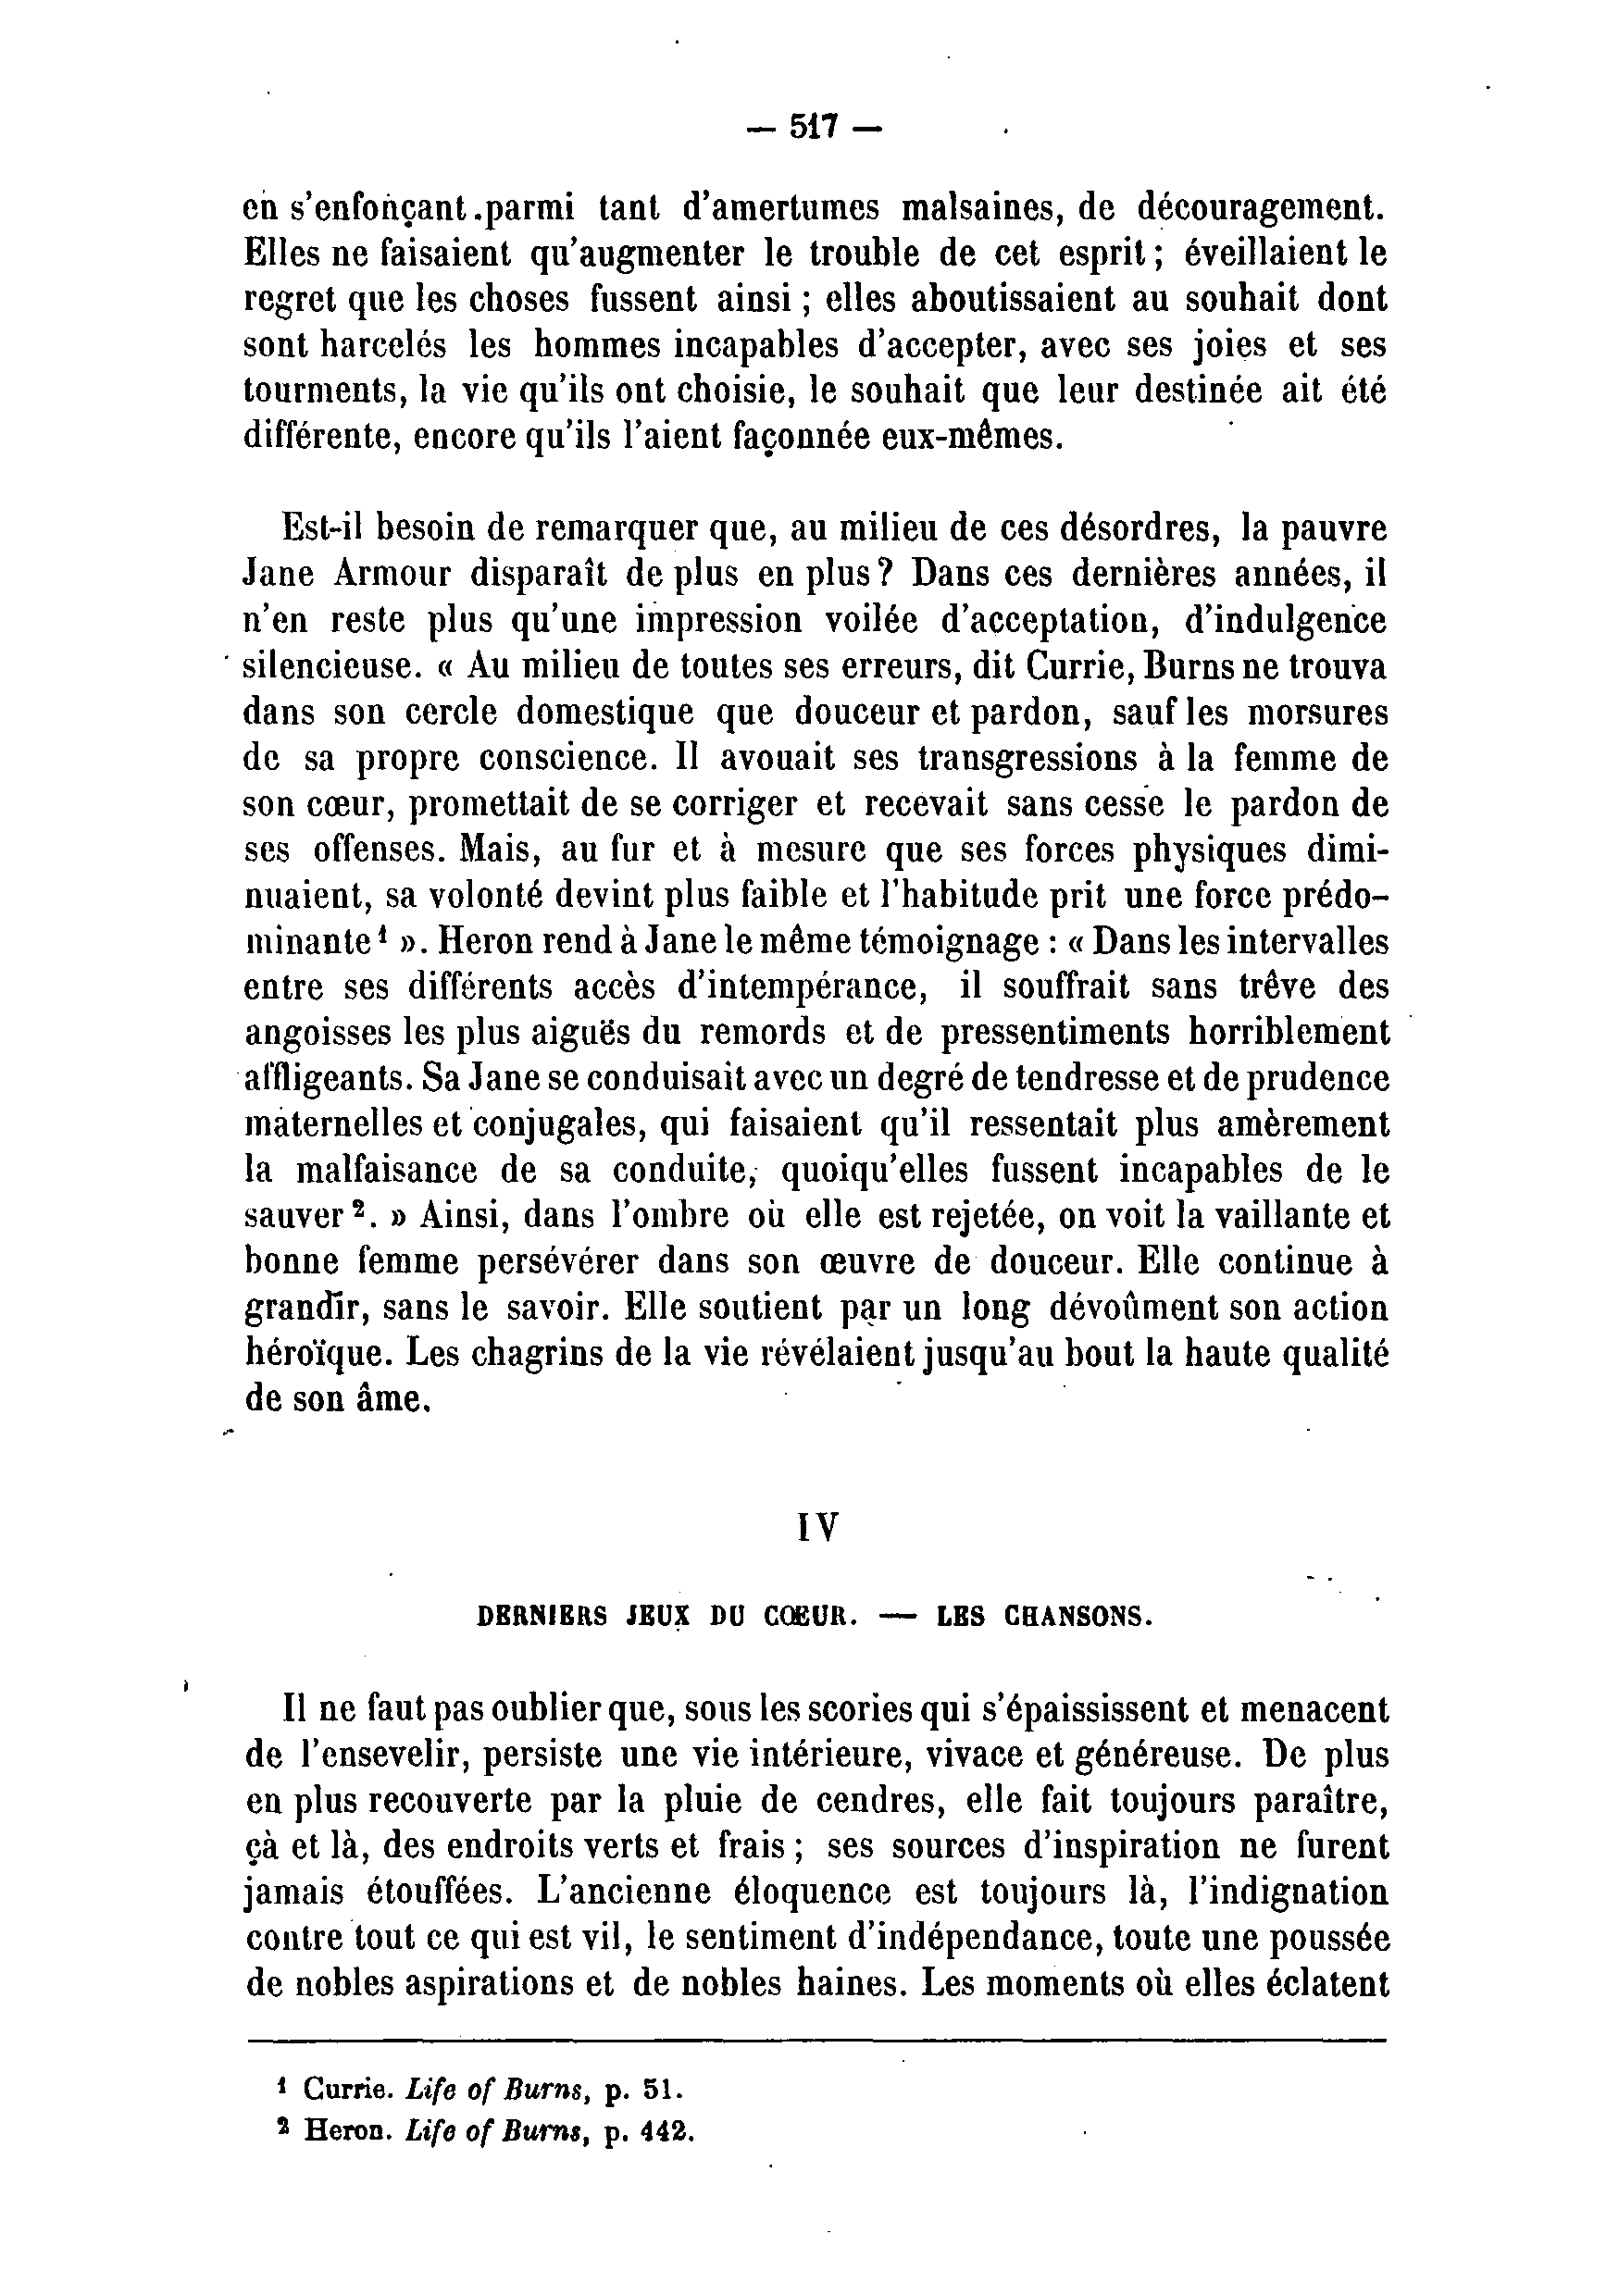 — 517 —
en s'enfonçant parmi tant d'amertumes malsaines, de découragement.
Elles ne faisaient qu'augmenter le trouble de cet esprit ; éveillaient le
regret que les choses fussent ainsi ; elles aboutissaient au souhait dont
sont harcelés les hommes incapables d'accepter, avec ses joies et ses
tourments, la vie qu'ils ont choisie, le souhait que leur destinée ait été
différente, encore qu'ils l'aient façonnée eux-mêmes.
Est-il besoin de remarquer que, au milieu de ces désordres, la pauvre
Jane Armour disparaît de plus en plus ? Dans ces dernières années, il
n'en reste plus qu'une impression voilée d'acceptation, d'indulgence
silencieuse. « Au milieu de toutes ses erreurs, dit Currie, Burns ne trouva
dans son cercle domestique que douceur et pardon, sauf les morsures
de sa propre conscience. Il avouait ses transgressions à la femme de
son cœur, promettait de se corriger et recevait sans cesse le pardon de
ses offenses. Mais, au fur et à mesure que ses forces physiques dimi-
nuaient, sa volonté devint plus faible et l'habitude prit une force prédo-
minante¹ ». Heron rend à Jane le même témoignage : « Dans les intervalles
entre ses différents accès d'intempérance, il souffrait sans trêve des
angoisses les plus aiguës du remords et de pressentiments horriblement
affligeants. Sa Jane se conduisait avec un degré de tendresse et de prudence
maternelles et conjugales, qui faisaient qu'il ressentait plus amèrement
la malfaisance de sa conduite, quoiqu'elles fussent incapables de le
sauver². » Ainsi, dans l'ombre où elle est rejetée, on voit la vaillante et
bonne femme persévérer dans son œuvre de douceur. Elle continue à
grandir, sans le savoir. Elle soutient par un long dévoûment son action
héroïque. Les chagrins de la vie révélaient jusqu'au bout la haute qualité
de son âme.
IV
DERNIERS JEUX DU CŒUR. — LES CHANSONS.
Il ne faut pas oublier que, sous les scories qui s'épaississent et menacent
de l'ensevelir, persiste une vie intérieure, vivace et généreuse. De plus
en plus recouverte par la pluie de cendres, elle fait toujours paraître,
çà et là, des endroits verts et frais ; ses sources d'inspiration ne furent
jamais étouffées. L'ancienne éloquence est toujours là, l'indignation
contre tout ce qui est vil, le sentiment d'indépendance, toute une poussée
de nobles aspirations et de nobles haines. Les moments où elles éclatent
¹ Currie. Life of Burns, p. 51.
² Heron. Life of Burns, p. 442.